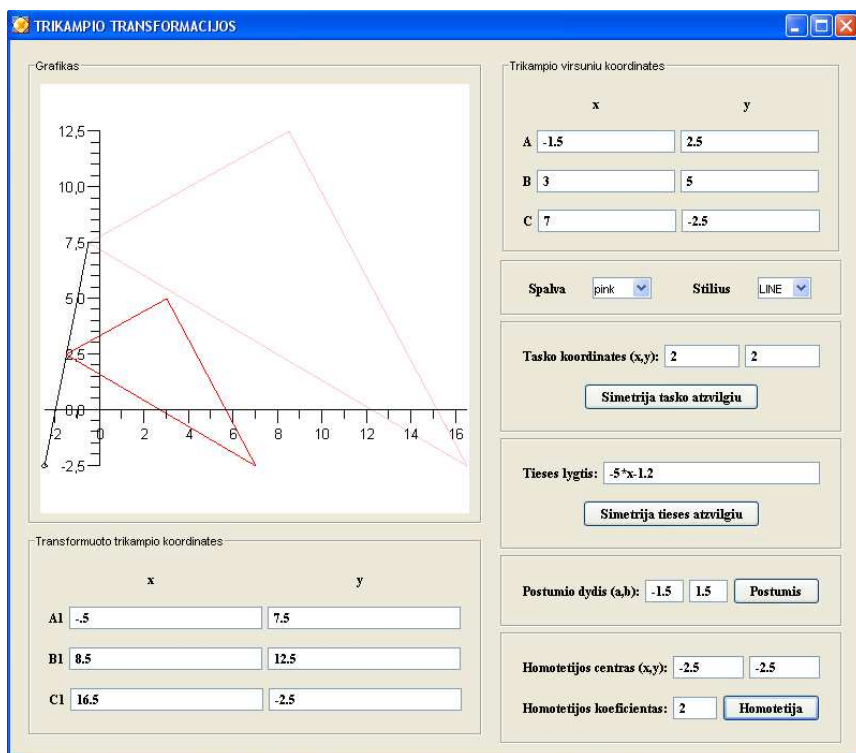 TRIKAMPIO TRANSFORMACIJOS
Grafikas
12,5
10,0
7,5
5,0
2,5
0,0
-2,5
-2 0 2 4 6 8 10 12 14 16
Transformuoto trikampio koordinates
x y
A1 -.5 7.5
B1 8.5 12.5
C1 16.5 -2.5
Trikampio virsuniu koordinates
x y
A -1.5 2.5
B 3 5
C 7 -2.5
Spalva pink Stilius LINE
Tasko koordinates (x,y): 2 2
Simetrija tasko atzvilgiu
Tieses lygtis: -5*x-1.2
Simetrija tieses atzvilgiu
Postumio dydis (a,b): -1.5 1.5 Postumis
Homotetijos centras (x,y): -2.5 -2.5
Homotetijos koeficientas: 2 Homotetija